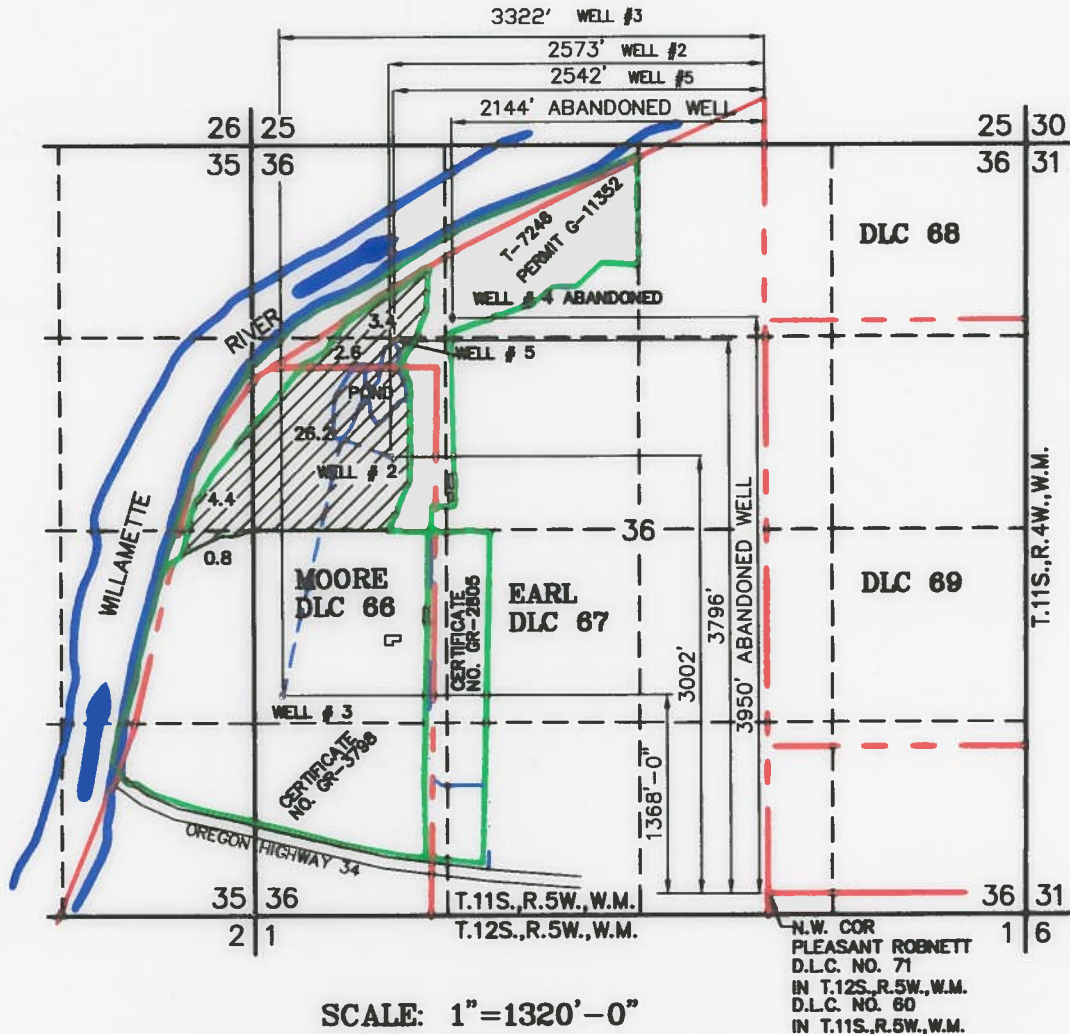 3322' WELL #3
2573' WELL #2
2542' WELL #5
2144' ABANDONED WELL
26 25
25 30
35 36
36 31
T-7246
PERMIT G-11352
DLC 68
WELL # 4 ABANDONED
RIVER
3.2
WELL # 5
2.6
POND
26.2
WELL # 2
4.4
WILLAMETTE
0.8
36
MOORE
DLC 66
EARL
DLC 67
DLC 69
T.11S.,R.4W.,W.M.
CERTIFICATE
NO. GR-2805
3002'
3796'
3950' ABANDONED WELL
1368'-0"
WELL # 3
CERTIFICATE
NO. GR-3798
OREGON HIGHWAY 34
35 36
T.11S.,R.5W.,W.M.
36 31
2 1
T.12S.,R.5W.,W.M.
1 6
N.W. COR
PLEASANT ROBNETT
D.L.C. NO. 71
IN T.12S.,R.5W.,W.M.
D.L.C. NO. 60
IN T.11S.,R.5W.,W.M.
SCALE: 1"=1320'-0"